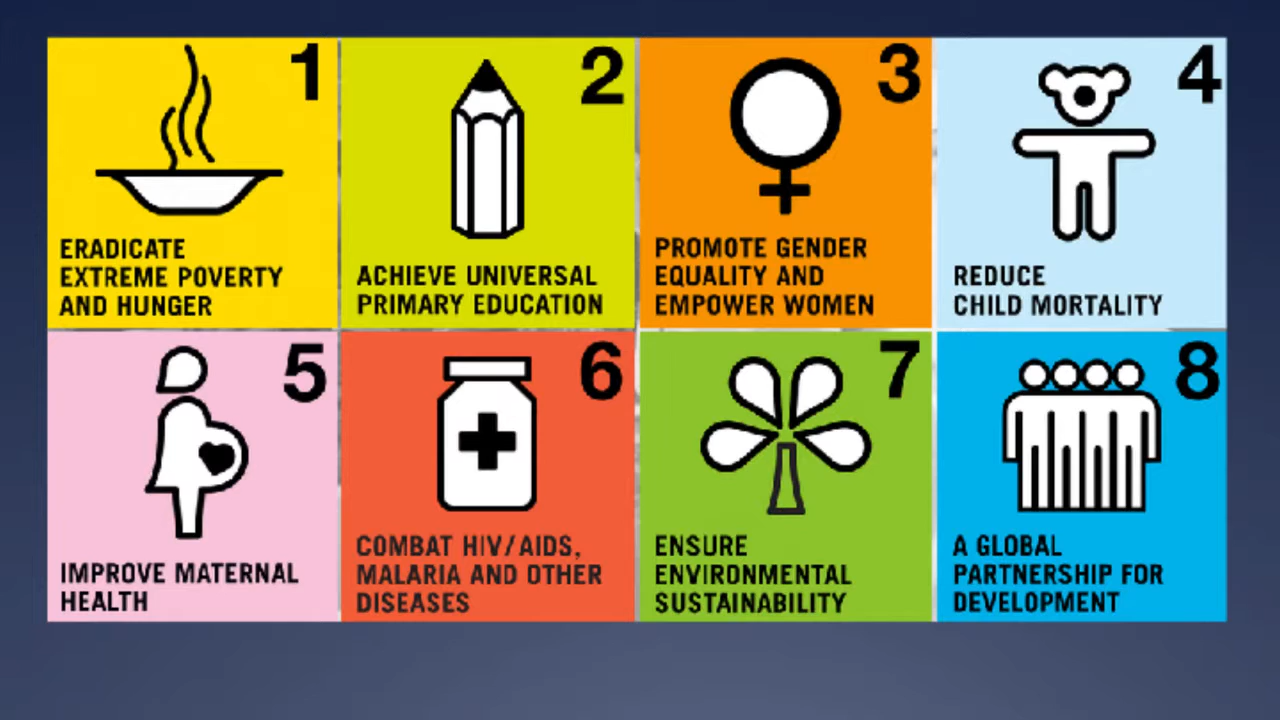 1
ERADICATE
EXTREME POVERTY
AND HUNGER
2
ACHIEVE UNIVERSAL
PRIMARY EDUCATION
3
PROMOTE GENDER
EQUALITY AND
EMPOWER WOMEN
4
REDUCE
CHILD MORTALITY
5
IMPROVE MATERNAL
HEALTH
6
COMBAT HIV/AIDS,
MALARIA AND OTHER
DISEASES
7
ENSURE
ENVIRONMENTAL
SUSTAINABILITY
8
A GLOBAL
PARTNERSHIP FOR
DEVELOPMENT